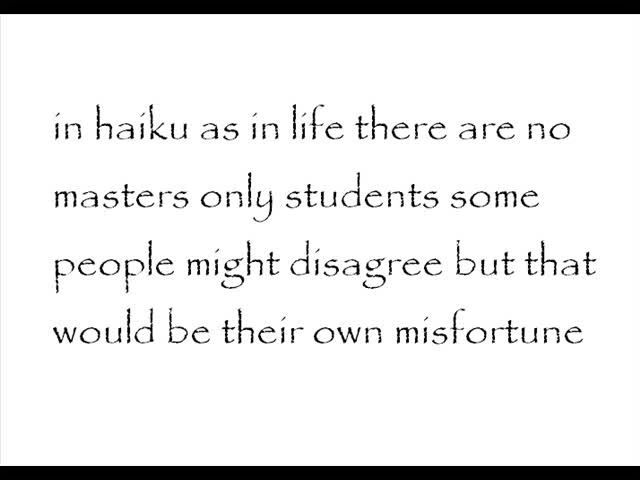 in haiku as in life there are no
masters only students some
people might disagree but that
would be their own misfortune